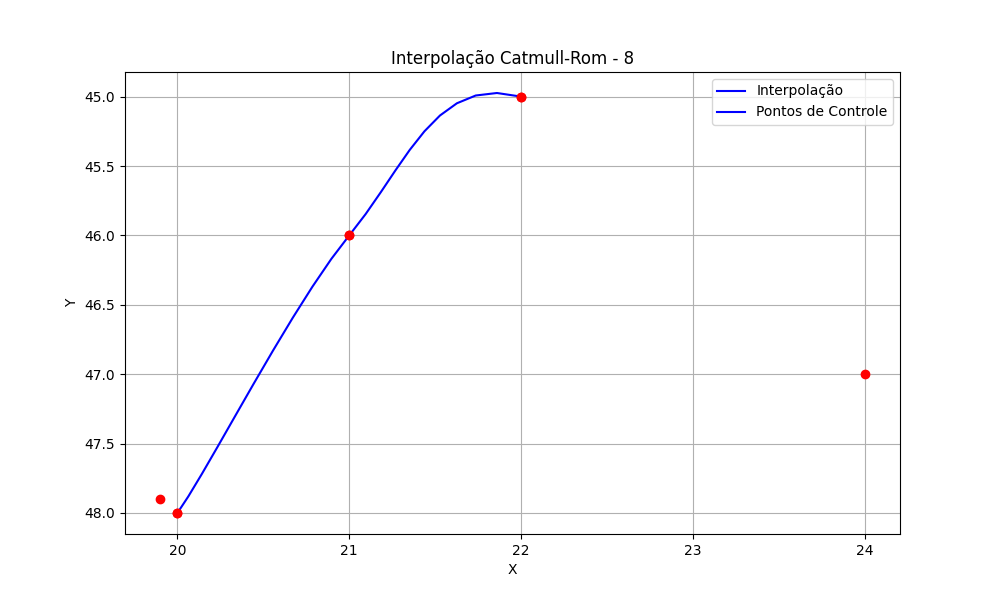 Interpolação Catmull-Rom - 8
Interpolação
Pontos de Controle
Y
45.0
45.5
46.0
46.5
47.0
47.5
48.0
20 21 22 23 24
X